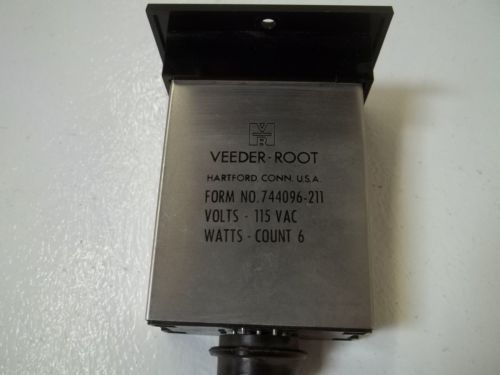 VR
VEEDER-ROOT
HARTFORD, CONN. U.S.A.
FORM NO. 744096-211
VOLTS - 115 VAC
WATTS - COUNT 6